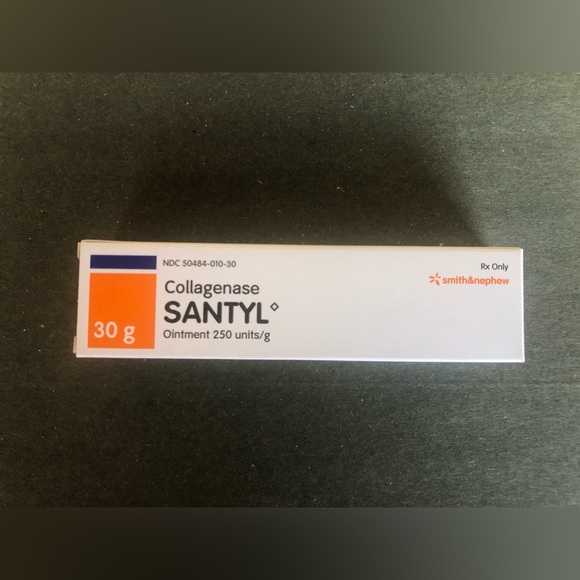 NDC 50484-010-30
Rx Only
Collagenase
smith&nephew
SANTYL◇
30 g
Ointment 250 units/g